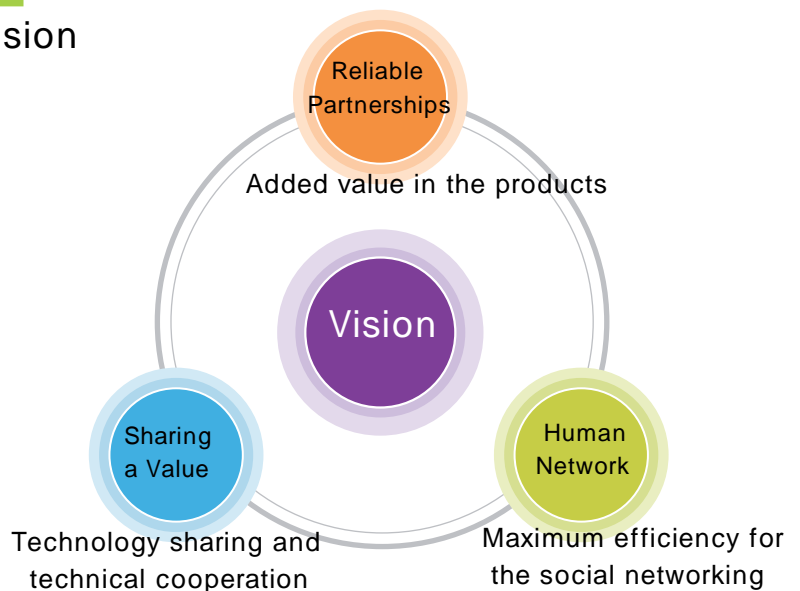 sion
Reliable
Partnerships
Added value in the products
Vision
Sharing
a Value
Human
Network
Technology sharing and
technical cooperation
Maximum efficiency for
the social networking